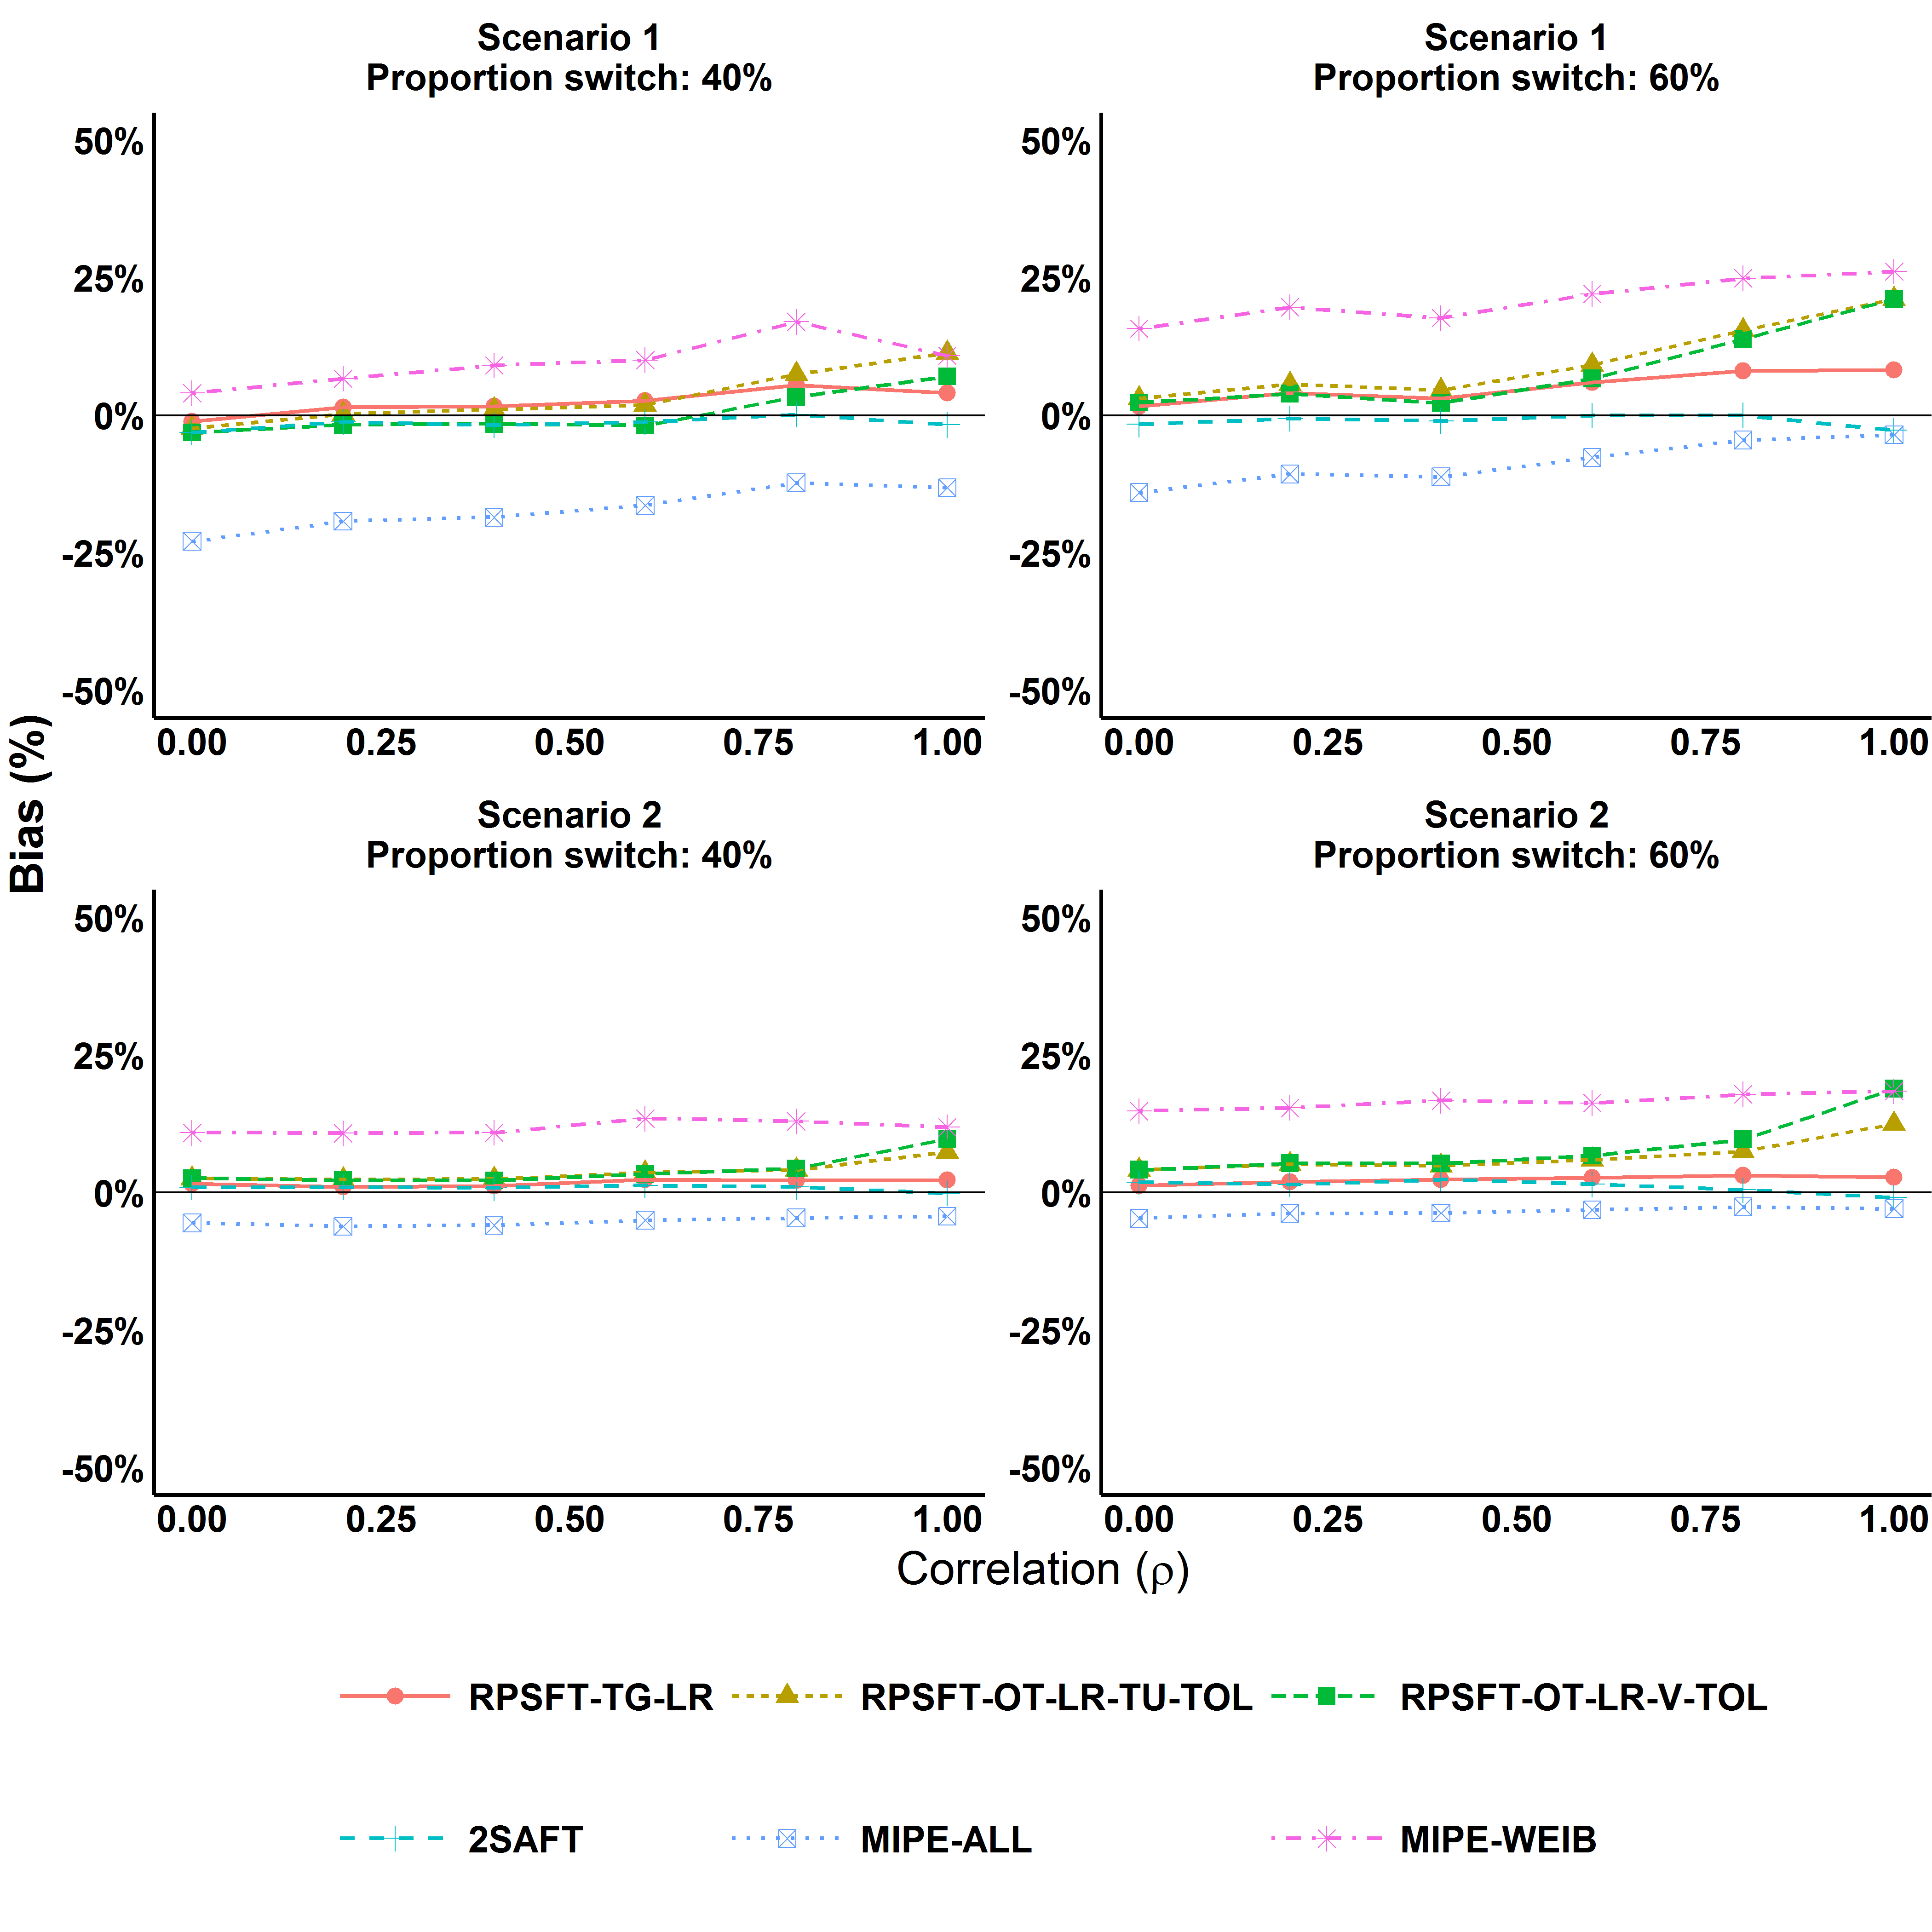 Scenario 1
Proportion switch: 40%
Scenario 1
Proportion switch: 60%
50%
25%
0%
-25%
-50%
0.00 0.25 0.50 0.75 1.00
50%
25%
0%
-25%
-50%
0.00 0.25 0.50 0.75 1.00
Bias (%)
Scenario 2
Proportion switch: 40%
Scenario 2
Proportion switch: 60%
50%
25%
0%
-25%
-50%
0.00 0.25 0.50 0.75 1.00
50%
25%
0%
-25%
-50%
0.00 0.25 0.50 0.75 1.00
Correlation (ρ)
RPSFT-TG-LR RPSFT-OT-LR-TU-TOL RPSFT-OT-LR-V-TOL
2SAFT MIPE-ALL MIPE-WEIB